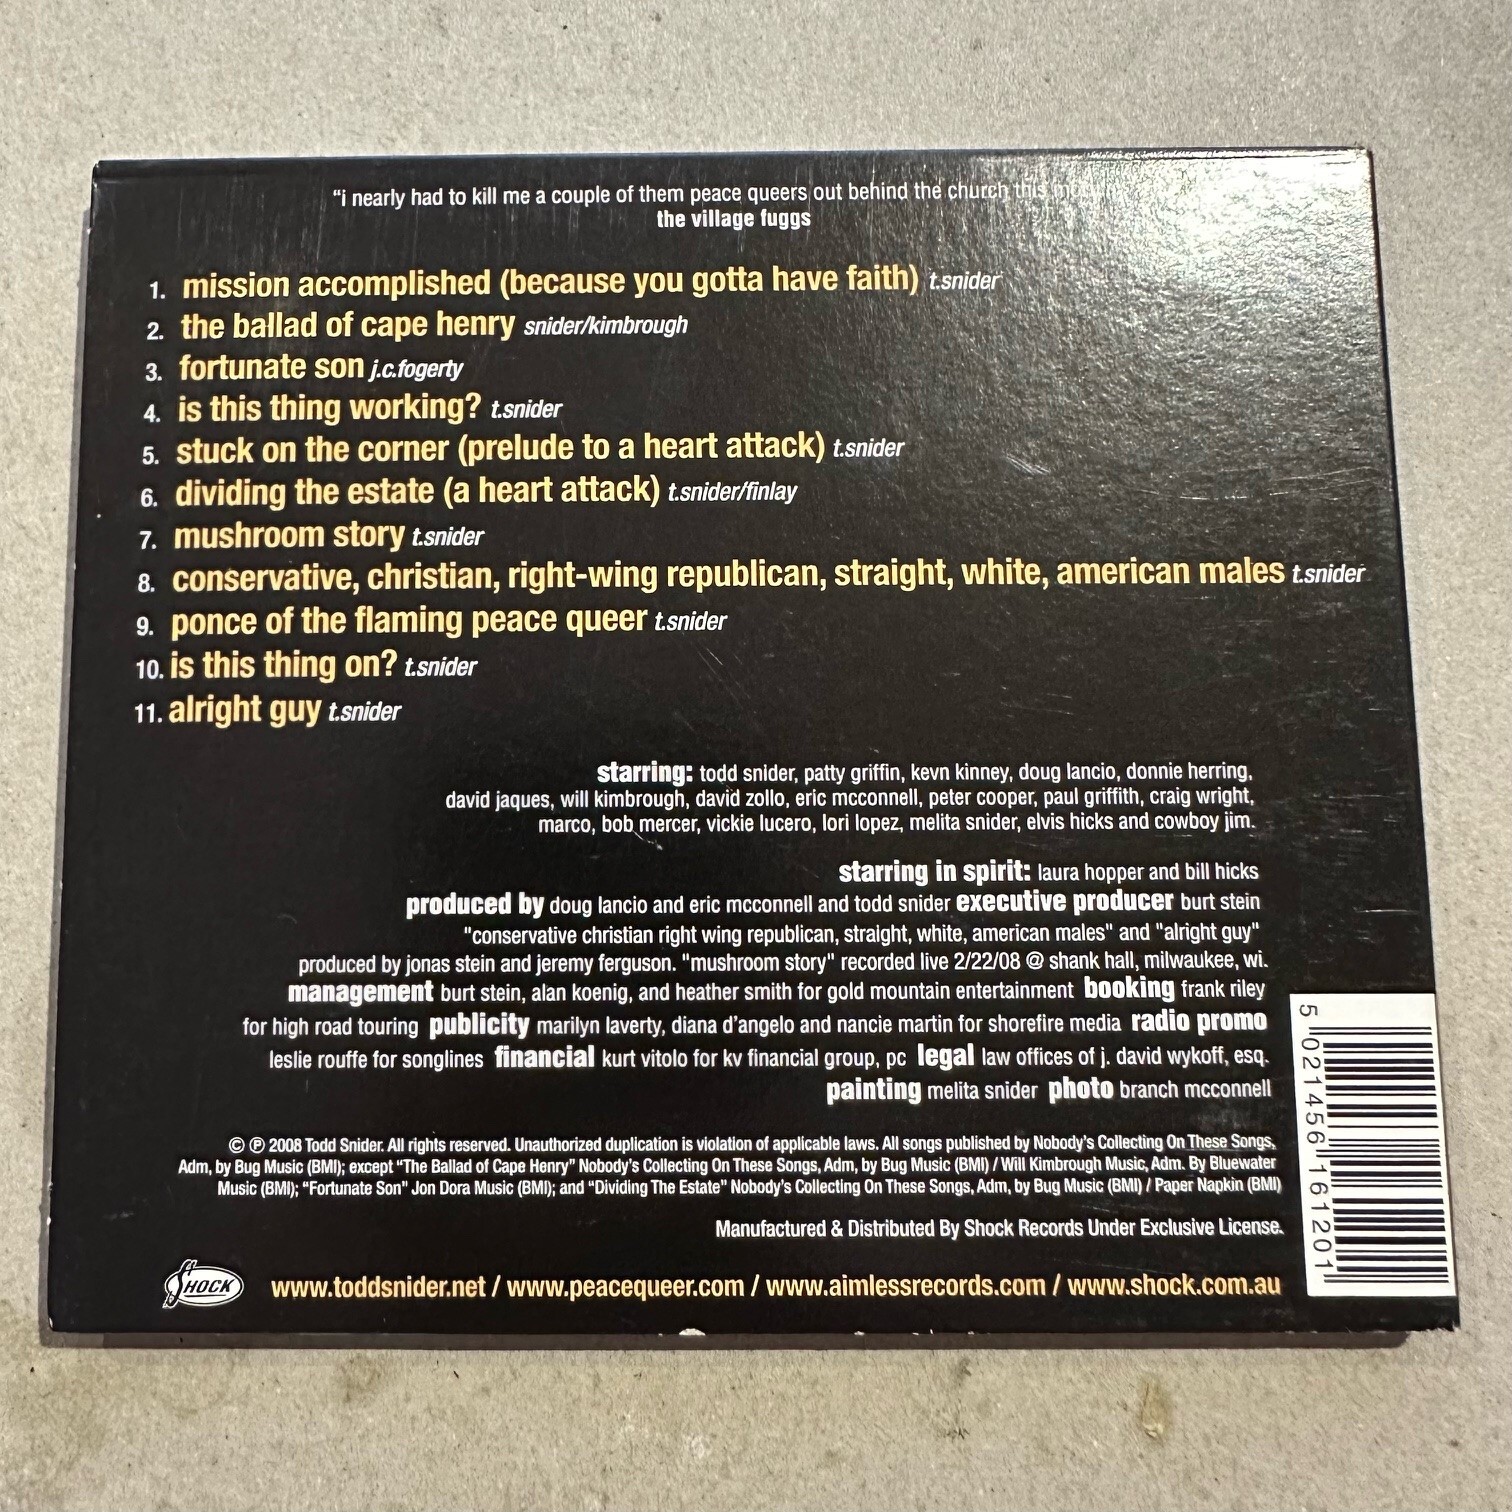 “i nearly had to kill me a couple of them peace queers out behind the church this
the village fuggs
1. mission accomplished (because you gotta have faith) t.snider
2. the ballad of cape henry snider/kimbrough
3. fortunate son j.c.fogerty
4. is this thing working? t.snider
5. stuck on the corner (prelude to a heart attack) t.snider
6. dividing the estate (a heart attack) t.snider/finlay
7. mushroom story t.snider
8. conservative, christian, right-wing republican, straight, white, american males t.snider
9. ponce of the flaming peace queer t.snider
10. is this thing on? t.snider
11. alright guy t.snider
starring: todd snider, patty griffin, kevn kinney, doug lancio, donnie herring,
david jaques, will kimbrough, david zollo, eric mcconnell, peter cooper, paul griffith, craig wright,
marco, bob mercer, vickie lucero, lori lopez, melita snider, elvis hicks and cowboy jim.
starring in spirit: laura hopper and bill hicks
produced by doug lancio and eric mcconnell and todd snider executive producer burt stein
"conservative christian right wing republican, straight, white, american males" and "alright guy"
produced by jonas stein and jeremy ferguson. "mushroom story" recorded live 2/22/08 @ shank hall, milwaukee, wi.
management burt stein, alan koenig, and heather smith for gold mountain entertainment booking frank riley
for high road touring publicity marilyn laverty, diana d’angelo and nancie martin for shorefire media radio promo
leslie rouffe for songlines financial kurt vitolo for kv financial group, pc legal law offices of j. david wykoff, esq.
painting melita snider photo branch mcconnell
© ℗ 2008 Todd Snider. All rights reserved. Unauthorized duplication is violation of applicable laws. All songs published by Nobody’s Collecting On These Songs,
Adm, by Bug Music (BMI); except “The Ballad of Cape Henry” Nobody’s Collecting On These Songs, Adm, by Bug Music (BMI) / Will Kimbrough Music, Adm. By Bluewater
Music (BMI); “Fortunate Son” Jon Dora Music (BMI); and “Dividing The Estate” Nobody’s Collecting On These Songs, Adm, by Bug Music (BMI) / Paper Napkin (BMI)
Manufactured & Distributed By Shock Records Under Exclusive License.
SHOCK
www.toddsnider.net / www.peacequeer.com / www.aimlessrecords.com / www.shock.com.au
5 021456 161201